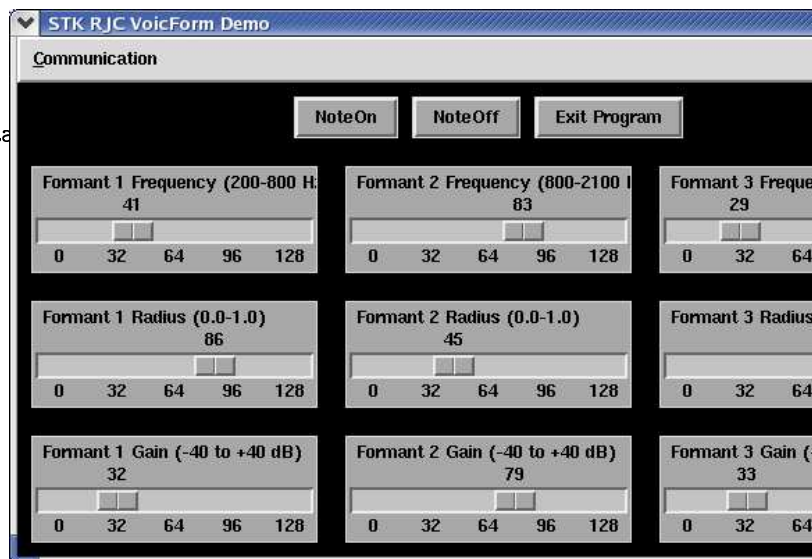 STK RJC VoicForm Demo
Communication
NoteOn NoteOff Exit Program
Formant 1 Frequency (200-800 Hz
41
0 32 64 96 128
Formant 2 Frequency (800-2100
83
0 32 64 96 128
Formant 3 Freque
29
0 32 64
Formant 1 Radius (0.0-1.0)
86
0 32 64 96 128
Formant 2 Radius (0.0-1.0)
45
0 32 64 96 128
Formant 3 Radius
0 32 64
Formant 1 Gain (-40 to +40 dB)
32
0 32 64 96 128
Formant 2 Gain (-40 to +40 dB)
79
0 32 64 96 128
Formant 3 Gain (
33
0 32 64